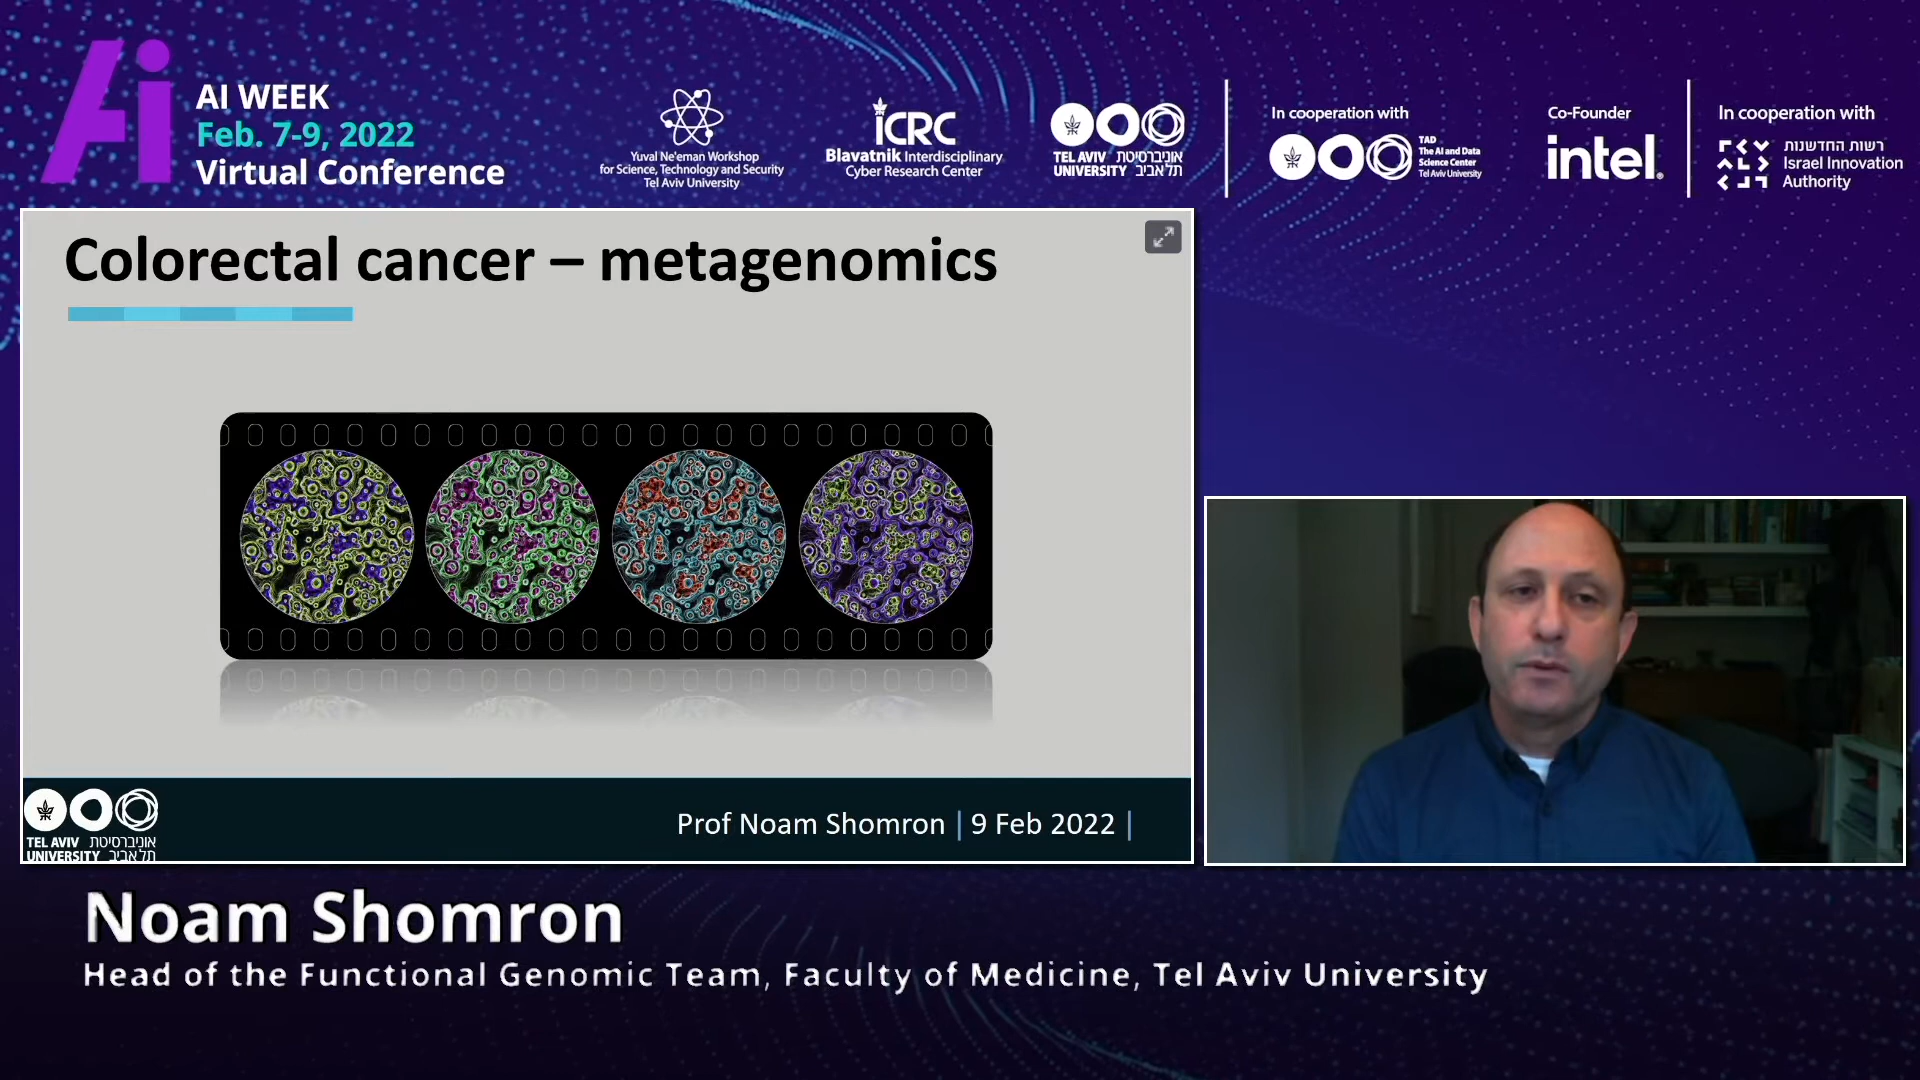 Ai
AI WEEK
Feb. 7-9, 2022
Virtual Conference
Yuval Ne'eman Workshop
for Science, Technology and Security
Tel Aviv University
iCRC
Blavatnik Interdisciplinary
Cyber Research Center
TEL AVIV אוניברסיטת
UNIVERSITY תל אביב
In cooperation with
TAD
The AI and Data
Science Center
Tel Aviv University
Co-Founder
intel.
In cooperation with
רשות החדשנות
Israel Innovation
Authority
Colorectal cancer – metagenomics
TEL AVIV אוניברסיטת
UNIVERSITY תל אביב
Prof Noam Shomron | 9 Feb 2022 |
Noam Shomron
Head of the Functional Genomic Team, Faculty of Medicine, Tel Aviv University